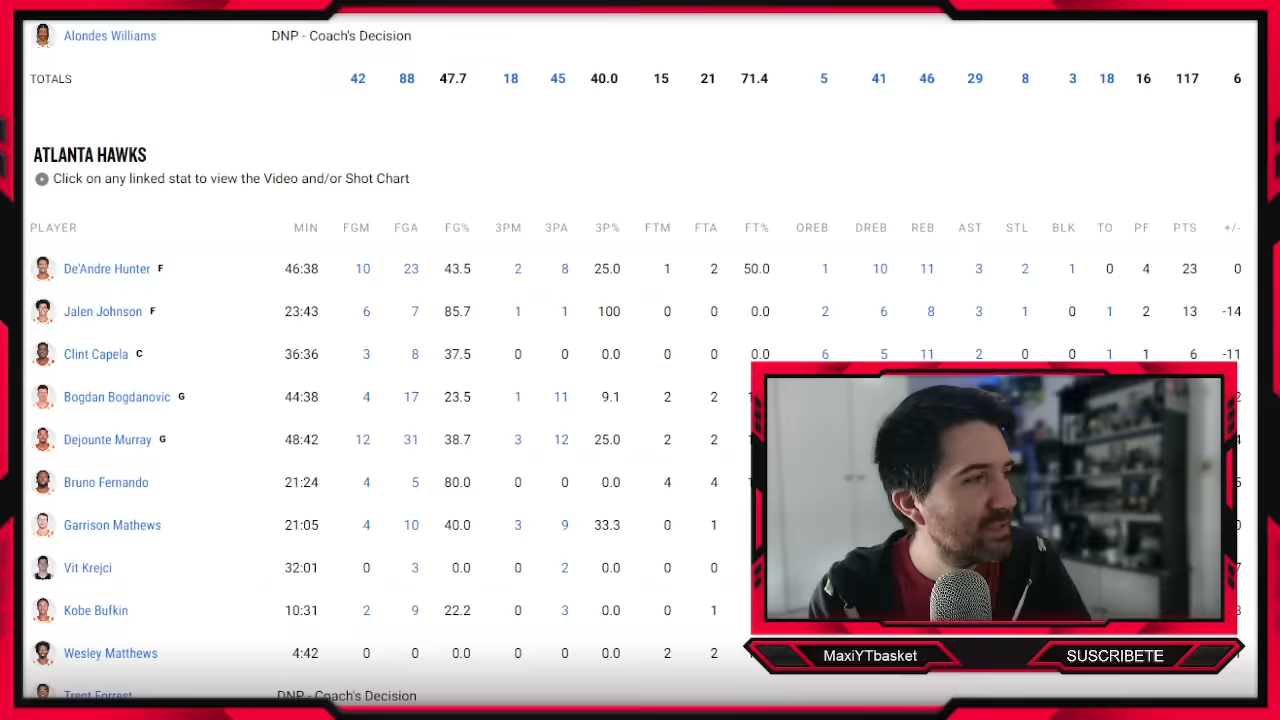 Alondes Williams DNP - Coach's Decision
TOTALS 42 88 47.7 18 45 40.0 15 21 71.4 5 41 46 29 8 3 18 16 117 6
ATLANTA HAWKS
Click on any linked stat to view the Video and/or Shot Chart
PLAYER MIN FGM FGA FG% 3PM 3PA 3P% FTM FTA FT% OREB DREB REB AST STL BLK TO PF PTS +/-
De'Andre Hunter F 46:38 10 23 43.5 2 8 25.0 1 2 50.0 1 10 11 3 2 1 0 4 23 0
Jalen Johnson F 23:43 6 7 85.7 1 1 100 0 0 0.0 2 6 8 3 1 0 1 2 13 -14
Clint Capela C 36:36 3 8 37.5 0 0 0.0 0 0 0.0 6 5 11 2 0 0 1 1 6 -11
Bogdan Bogdanovic G 44:38 4 17 23.5 1 11 9.1 2 2
Dejounte Murray G 48:42 12 31 38.7 3 12 25.0 2 2
Bruno Fernando 21:24 4 5 80.0 0 0 0.0 4 4
Garrison Mathews 21:05 4 10 40.0 3 9 33.3 0 1
Vit Krejci 32:01 0 3 0.0 0 2 0.0 0 0
Kobe Bufkin 10:31 2 9 22.2 0 3 0.0 0 1
Wesley Matthews 4:42 0 0 0.0 0 0 0.0 2 2
Trent Forrest DNP - Coach's Decision
MaxiYTbasket
SUSCRIBETE